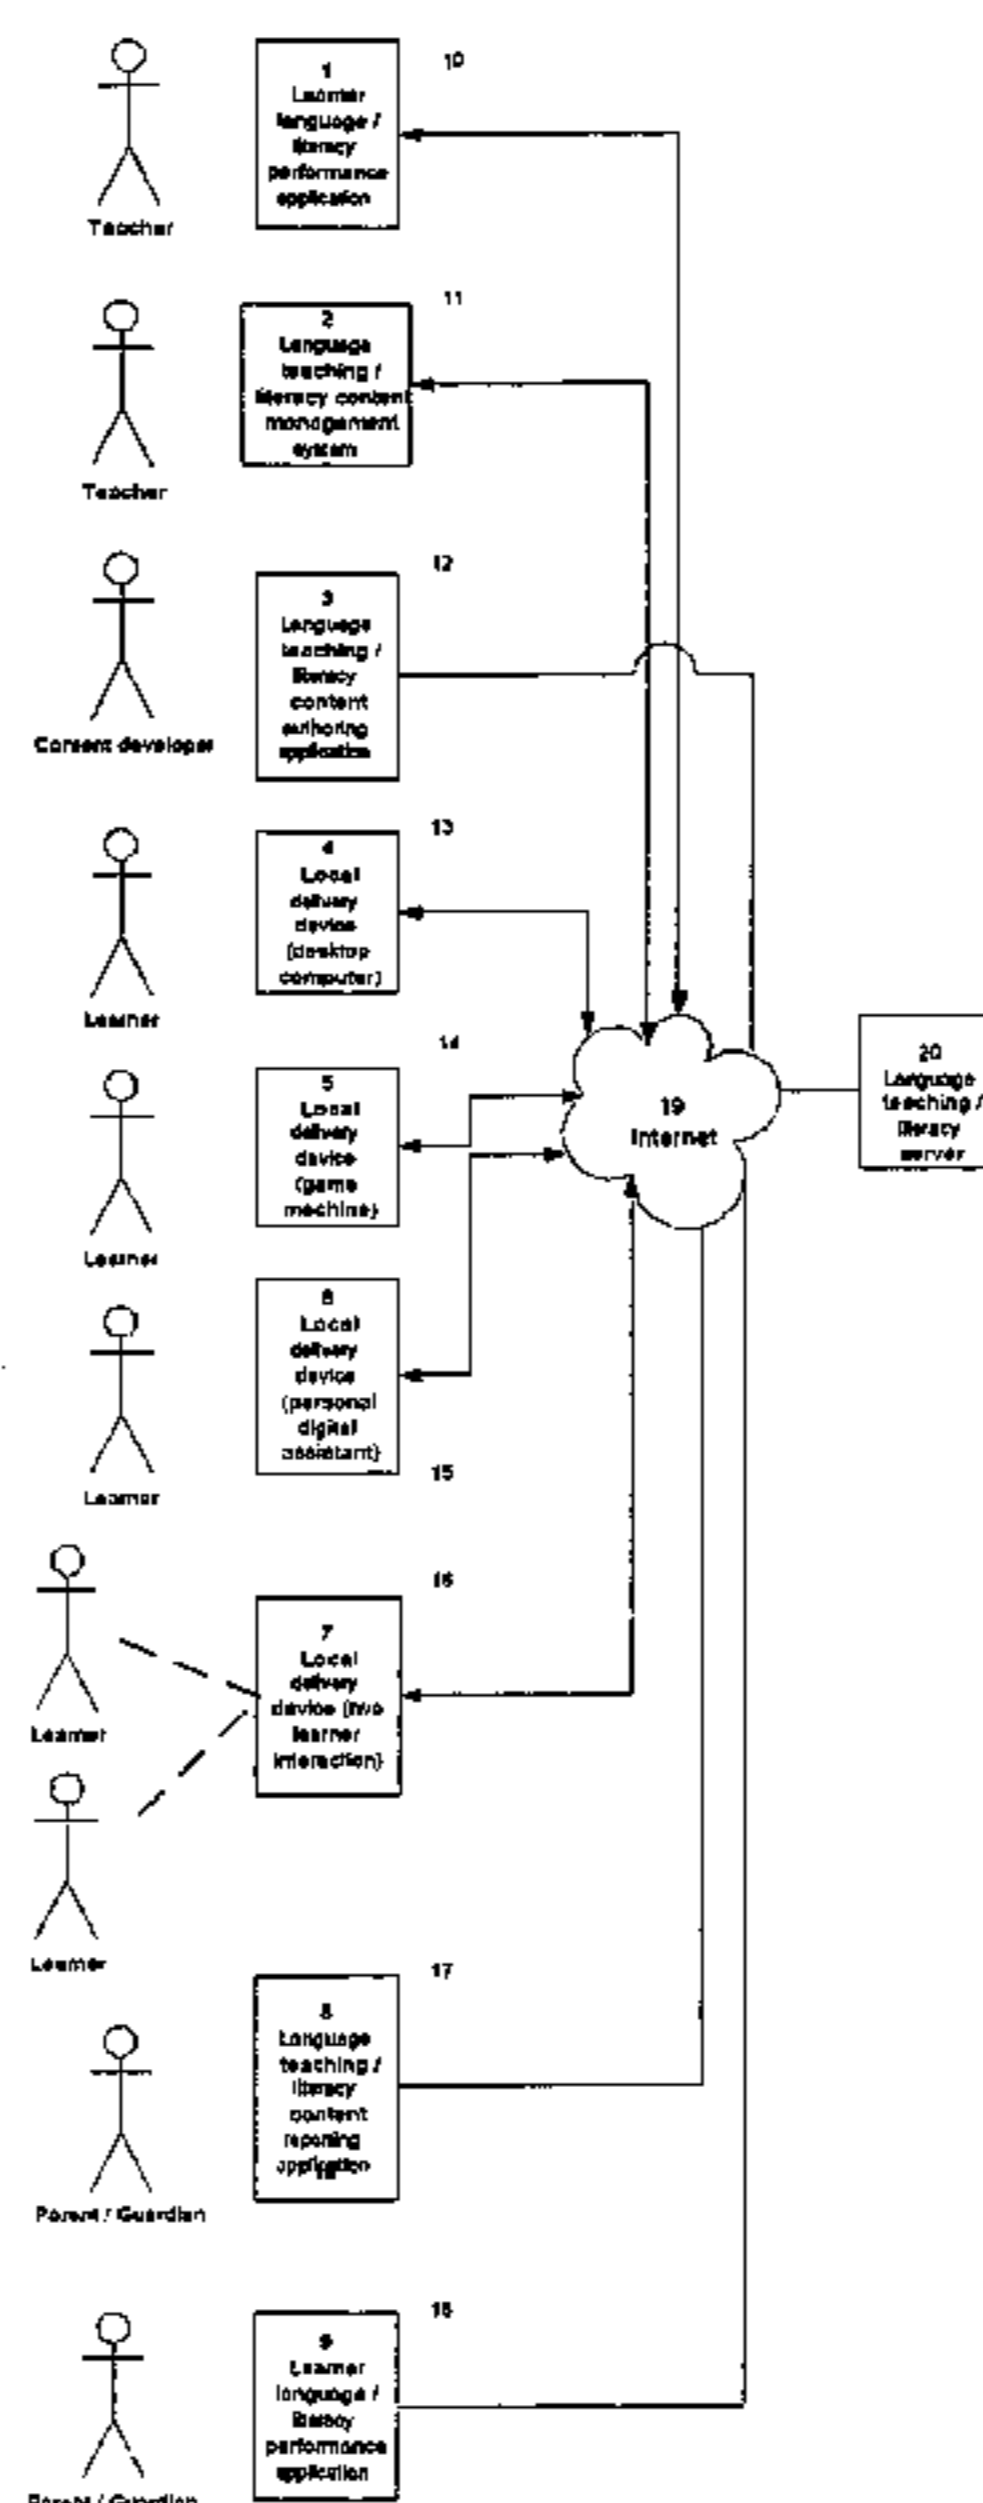 10
1
Learner
language /
literacy
performance
application
Teacher
11
2
Language
teaching /
literacy content
management
system
Teacher
12
3
Language
teaching /
literacy
content
authoring
application
Content developer
13
4
Local
delivery
device
(desktop
computer)
Learner
14
5
Local
delivery
device
(game
machine)
Learner
19
Internet
20
Language
teaching /
literacy
server
6
Local
delivery
device
(personal
digital
assistant)
15
Learner
16
7
Local
delivery
device (two
learner
interaction)
Learner
Learner
17
8
Language
teaching /
literacy
content
reporting
application
Parent / Guardian
18
9
Learner
language /
literacy
performance
application
Parent / Guardian